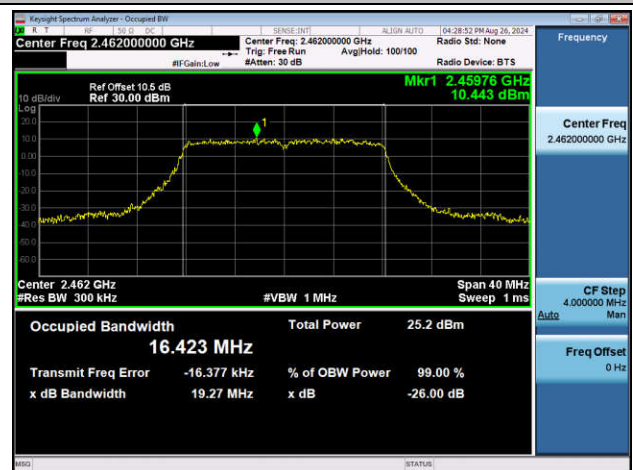 Keysight Spectrum Analyzer - Occupied BW
R T RF 50 Ω DC SENSE:INT ALIGN AUTO 04:28:52 PM Aug 26, 2024
Center Freq 2.462000000 GHz
Center Freq: 2.462000000 GHz
Radio Std: None
Trig: Free Run Avg|Hold: 100/100
#IFGain:Low #Atten: 30 dB Radio Device: BTS
Ref Offset 10.5 dB
10 dB/div Ref 30.00 dBm
Mkr1 2.45976 GHz
10.443 dBm
Log
20.0
10.0
0.00
-10.0
-20.0
-30.0
-40.0
-50.0
-60.0
1
Center 2.462 GHz Span 40 MHz
#Res BW 300 kHz #VBW 1 MHz Sweep 1 ms
Occupied Bandwidth Total Power 25.2 dBm
16.423 MHz
Transmit Freq Error -16.377 kHz % of OBW Power 99.00 %
x dB Bandwidth 19.27 MHz x dB -26.00 dB
MSG STATUS
Frequency
Center Freq
2.462000000 GHz
CF Step
4.000000 MHz
Auto Man
Freq Offset
0 Hz